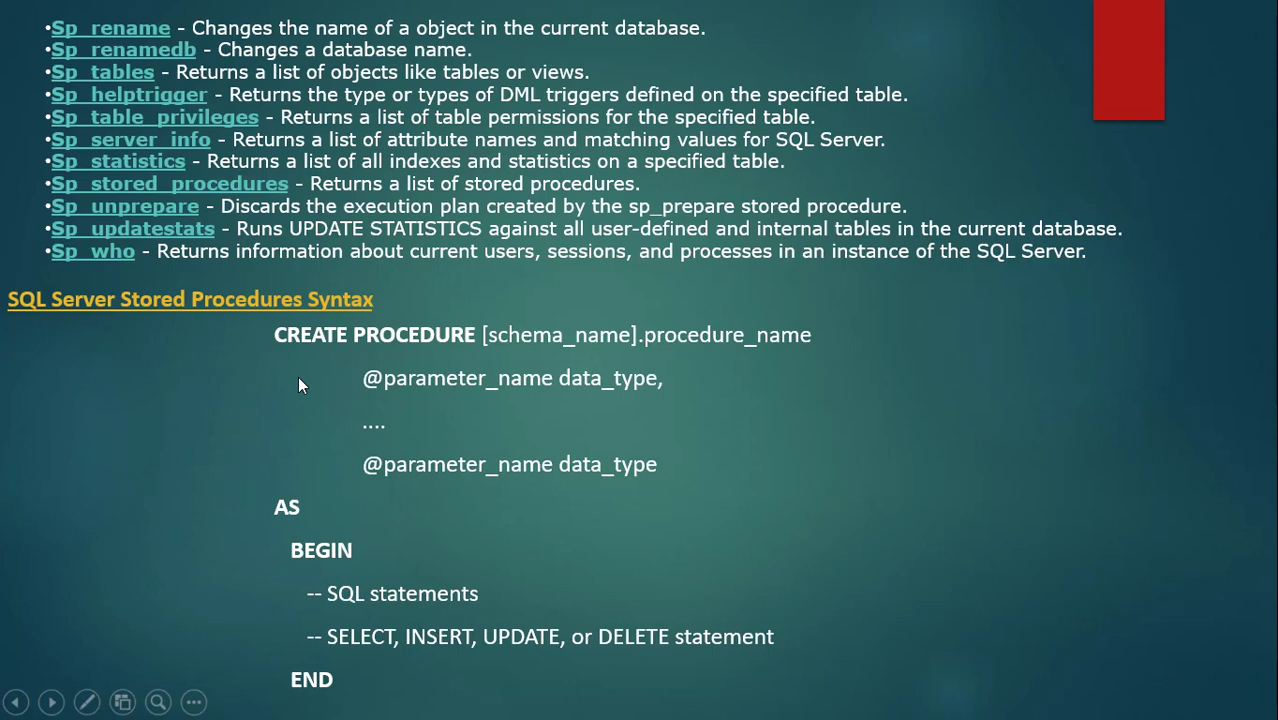 •Sp_rename - Changes the name of a object in the current database.
•Sp_renamedb - Changes a database name.
•Sp_tables - Returns a list of objects like tables or views.
•Sp_helptrigger - Returns the type or types of DML triggers defined on the specified table.
•Sp_table_privileges - Returns a list of table permissions for the specified table.
•Sp_server_info - Returns a list of attribute names and matching values for SQL Server.
•Sp_statistics - Returns a list of all indexes and statistics on a specified table.
•Sp_stored_procedures - Returns a list of stored procedures.
•Sp_unprepare - Discards the execution plan created by the sp_prepare stored procedure.
•Sp_updatestats - Runs UPDATE STATISTICS against all user-defined and internal tables in the current database.
•Sp_who - Returns information about current users, sessions, and processes in an instance of the SQL Server.
SQL Server Stored Procedures Syntax
CREATE PROCEDURE [schema_name].procedure_name
@parameter_name data_type,
....
@parameter_name data_type
AS
BEGIN
-- SQL statements
-- SELECT, INSERT, UPDATE, or DELETE statement
END